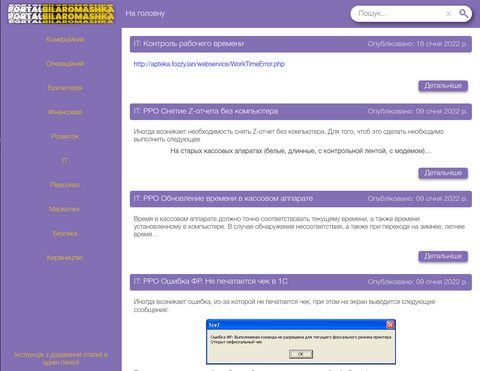 PORTALBILAROMASHKA
PORTALBILAROMASHKA
PORTALBILAROMASHKA
На головну
Пошук...
Комерційний
Операційний
Бухгалтерія
Фінансовий
Розвиток
IT
Персонал
Маркетинг
Безпека
Керівництво
Інструкція з додавання статей в
адмін панелі
IT: Контроль рабочего времени
Опубліковано: 18 січня 2022 р.
http://apteka.fozzy.lan/webservice/WorkTimeError.php
Детальніше
IT: РРО Снятие Z-отчета без компьютера
Опубліковано: 09 січня 2022 р.
Иногда возникает необходимость снять Z-отчет без компьютера. Для того, чтоб это сделать необходимо
выполнить следующее
На старых кассовых апаратах (белые, длинные, с контрольной лентой, с модемом)…
Детальніше
IT: РРО Обновление времени в кассовом аппарате
Опубліковано: 09 січня 2022 р.
Время в кассовом аппарате должно точно соответствовать текущему времени, а также времени
установленному в компьютере. В случае обнаружения несоответствия, а также при переходе на зимнее, летнее
время…
Детальніше
IT: РРО Ошибка ФР. Не печатается чек в 1С
Опубліковано: 09 січня 2022 р.
Иногда возникает ошибка, из-за которой не печатается чек, при этом на экран выводится следующее
сообщение:
1cv7
Ошибка ФР: Выполняемая команда не разрешена для текущего фискального режима принтера
Открыт нефискальный чек
OK